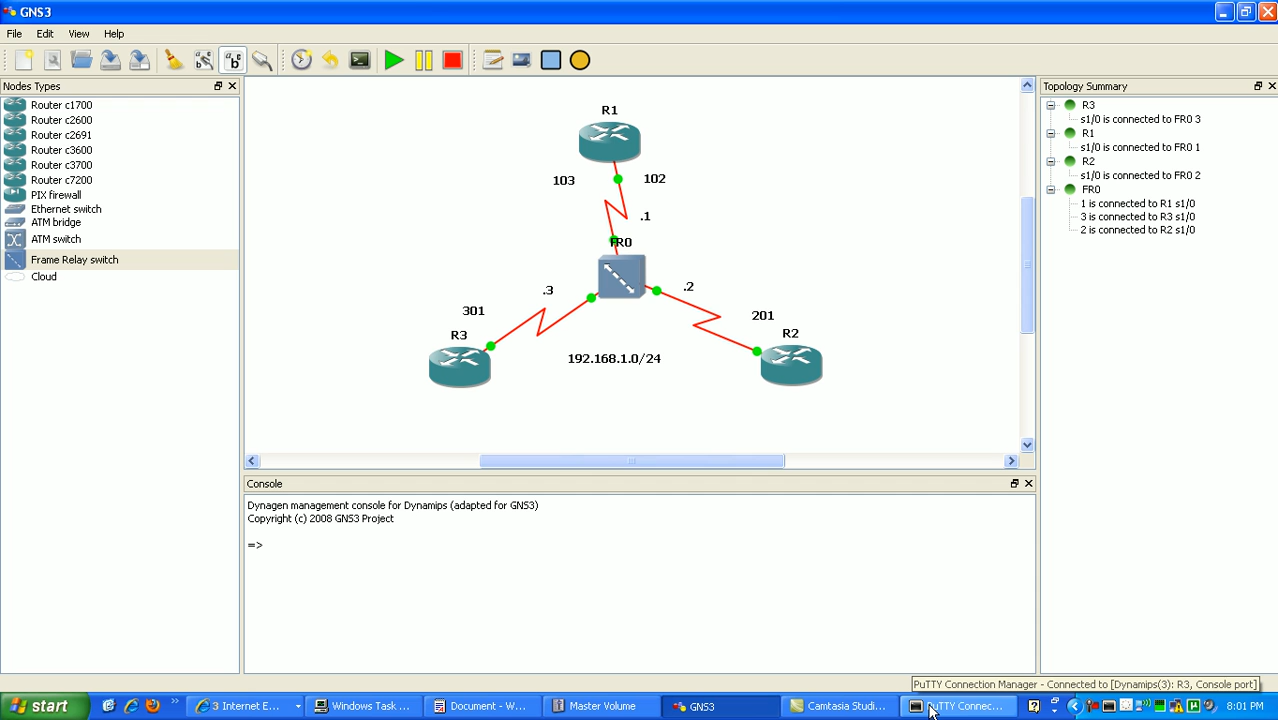 GNS3
File Edit View Help
Nodes Types
Router c1700
Router c2600
Router c2691
Router c3600
Router c3700
Router c7200
PIX firewall
Ethernet switch
ATM bridge
ATM switch
Frame Relay switch
Cloud
R1
103
102
.1
FR0
.3
.2
301
201
R3
R2
192.168.1.0/24
Console
Dynagen management console for Dynamips (adapted for GNS3)
Copyright (c) 2008 GNS3 Project
=>
Topology Summary
R3
s1/0 is connected to FR0 3
R1
s1/0 is connected to FR0 1
R2
s1/0 is connected to FR0 2
FR0
1 is connected to R1 s1/0
3 is connected to R3 s1/0
2 is connected to R2 s1/0
PuTTY Connection Manager - Connected to [Dynamips(3): R3, Console port]
start
3 Internet E...
Windows Task ...
Document - W...
Master Volume
GNS3
Camtasia Studi...
PuTTY Connec...
8:01 PM